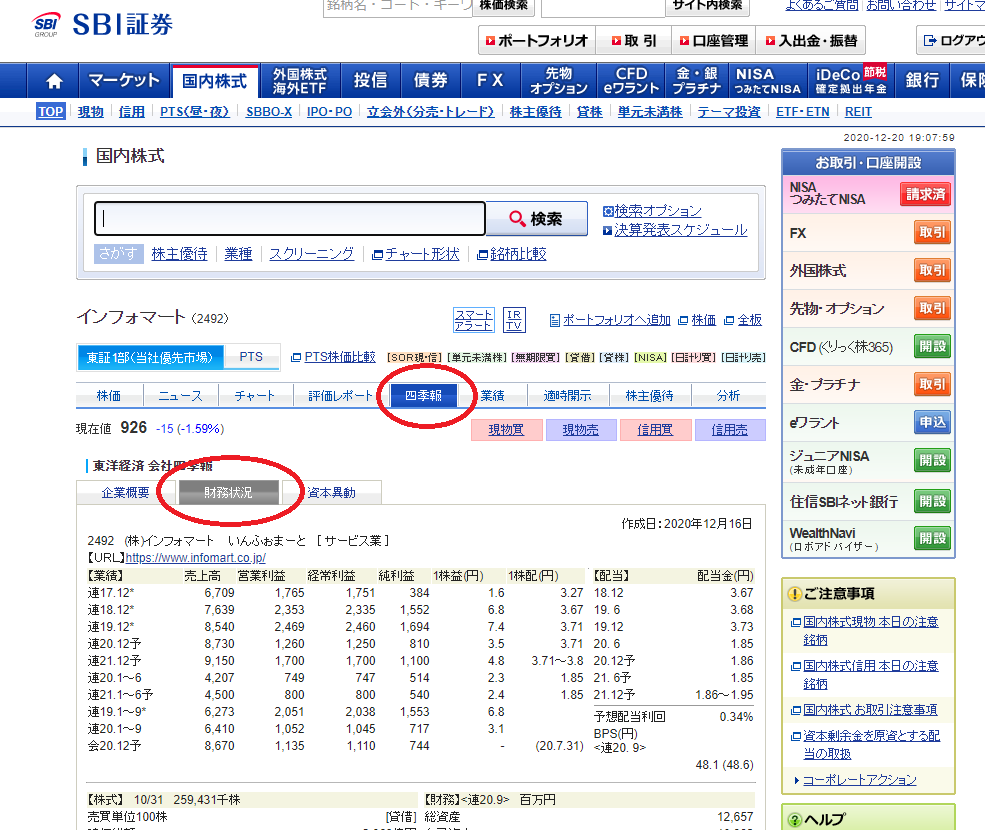 SBI GROUP SBI証券
銘柄名・コード・キーワ 株価検索 サイト内検索 よくあるご質問 お問い合わせ サイトマ
ポートフォリオ 取引 口座管理 入出金・振替 ログアウ
マーケット 国内株式 外国株式 海外ETF 投信 債券 FX 先物 オプション CFD eワラント 金・銀 プラチナ NISA つみたてNISA iDeCo 節税 確定拠出年金 銀行 保険
TOP 現物 信用 PTS(昼・夜) SBBO-X IPO・PO 立会外(分売・トレード) 株主優待 貸株 単元未満株 テーマ投資 ETF・ETN REIT
2020-12-20 19:07:59
国内株式
検索
検索オプション
決算発表スケジュール
さがす 株主優待 業種 スクリーニング チャート形状 銘柄比較
インフォマート (2492)
スマート アラート IR TV ポートフォリオへ追加 株価 全板
東証1部(当社優先市場) PTS PTS株価比較 [SOR現・信] [単元未満株] [無期限買] [貸借] [貸株] [NISA] [日計り買] [日計り売]
株価 ニュース チャート 評価レポート 四季報 業績 適時開示 株主優待 分析
現在値 926 -15 (-1.59%) 現物買 現物売 信用買 信用売
東洋経済 会社四季報
企業概要 財務状況 資本異動
作成日:2020年12月16日
2492 (株)インフォマート いんふぉまーと [ サービス業 ]
【URL】https://www.infomart.co.jp/
【業績】 売上高 営業利益 経常利益 純利益 1株益(円) 1株配(円) 【配当】 配当金(円)
連17.12* 6,709 1,765 1,751 384 1.6 3.27 18.12 3.67
連18.12* 7,639 2,353 2,335 1,552 6.8 3.67 19. 6 3.68
連19.12* 8,540 2,469 2,460 1,694 7.4 3.71 19.12 3.73
連20.12予 8,730 1,260 1,250 810 3.5 3.71 20. 6 1.85
連21.12予 9,150 1,700 1,700 1,100 4.8 3.71～3.8 20.12予 1.86
連20.1～6 4,207 749 747 514 2.3 1.85 21. 6予 1.85
連21.1～6予 4,500 800 800 540 2.4 1.85 21.12予 1.86～1.95
連19.1～9* 6,273 2,051 2,038 1,553 6.8
予想配当利回 0.34%
連20.1～9 6,410 1,052 1,045 717 3.1
BPS(円)
会20.12予 8,670 1,135 1,110 744 - (20.7.31)
<連20. 9>
48.1 (48.6)
【株式】 10/31 259,431千株 【財務】<連20.9> 百万円
売買単位100株 [貸借] 総資産 12,657
お取引・口座開設
NISA つみたてNISA 請求済
FX 取引
外国株式 取引
先物・オプション 取引
CFD (くりっく株365) 開設
金・プラチナ 取引
eワラント 申込
ジュニアNISA (未成年口座) 開設
住信SBIネット銀行 開設
WealthNavi (ロボアドバイザー) 開設
ご注意事項
国内株式現物 本日の注意
銘柄
国内株式信用 本日の注意
銘柄
国内株式 お取引注意事項
資本剰余金を原資とする配
当の取扱
コーポレートアクション
ヘルプ